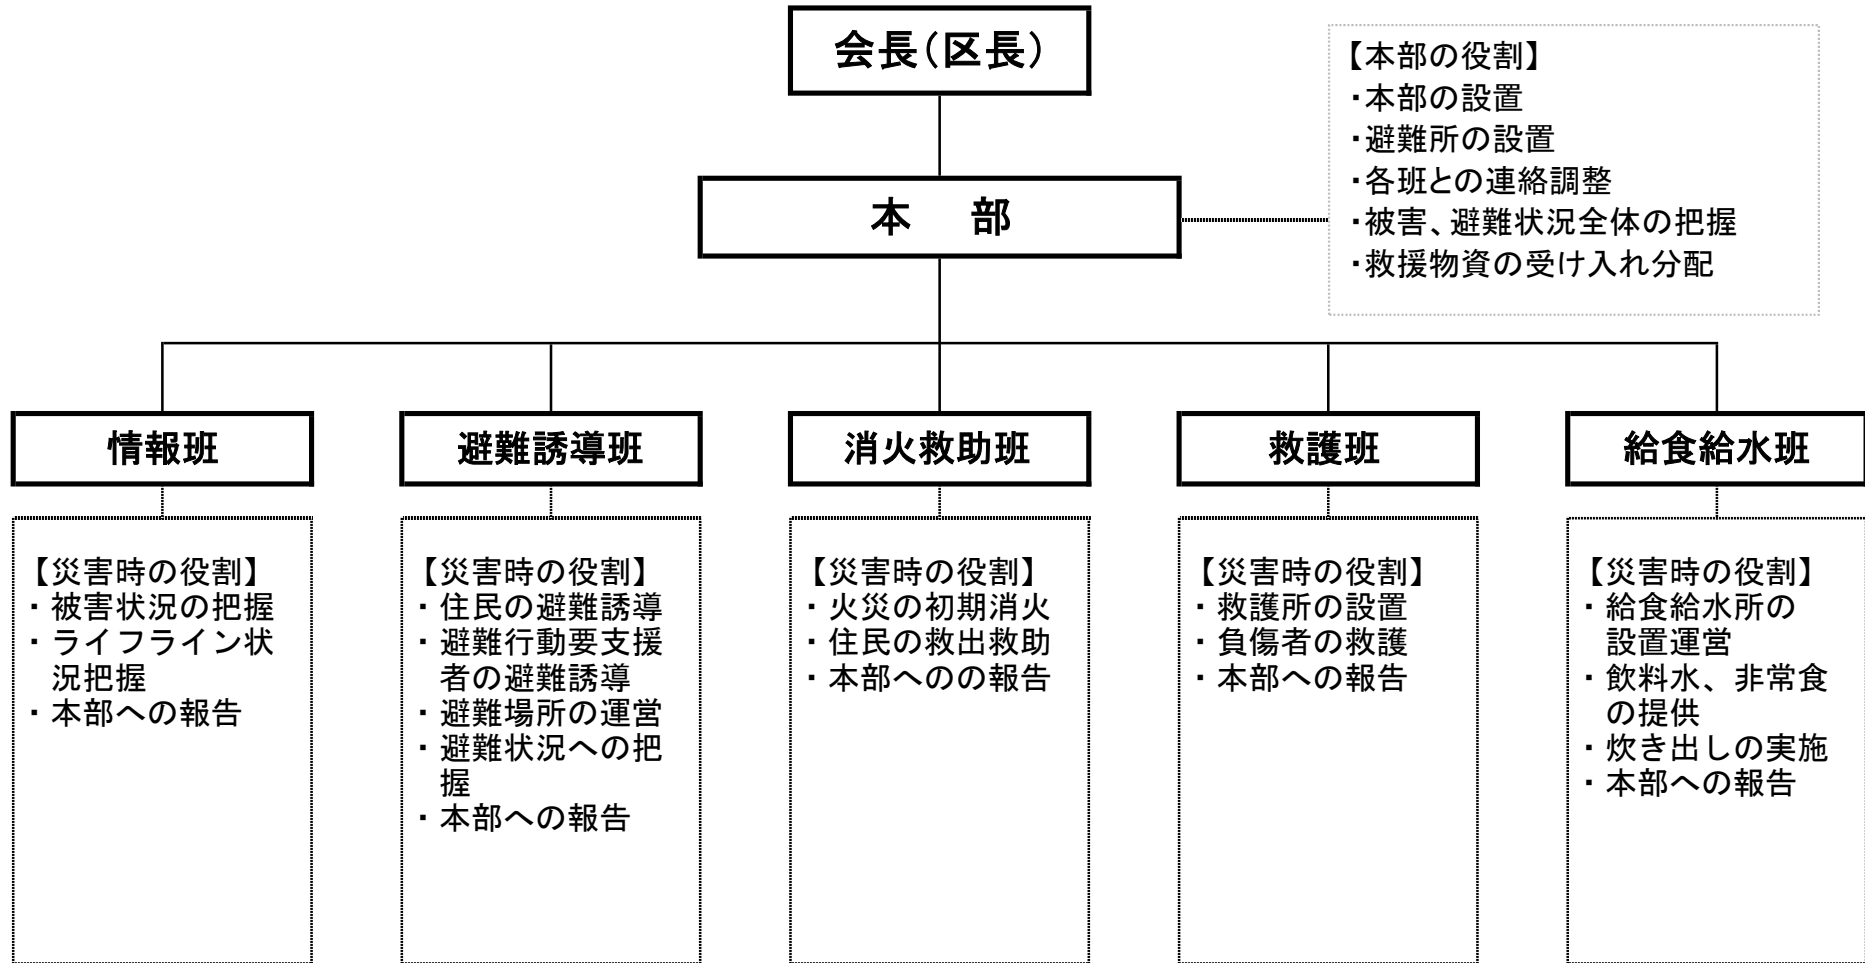 会長（区長）
【本部の役割】
・本部の設置
・避難所の設置
・各班との連絡調整
・被害、避難状況全体の把握
・救援物資の受け入れ分配
本　部
情報班
避難誘導班
消火救助班
救護班
給食給水班
【災害時の役割】
・被害状況の把握
・ライフライン状
況把握
・本部への報告
【災害時の役割】
・住民の避難誘導
・避難行動要支援
者の避難誘導
・避難場所の運営
・避難状況への把
握
・本部への報告
【災害時の役割】
・火災の初期消火
・住民の救出救助
・本部へのの報告
【災害時の役割】
・救護所の設置
・負傷者の救護
・本部への報告
【災害時の役割】
・給食給水所の
設置運営
・飲料水、非常食
の提供
・炊き出しの実施
・本部への報告